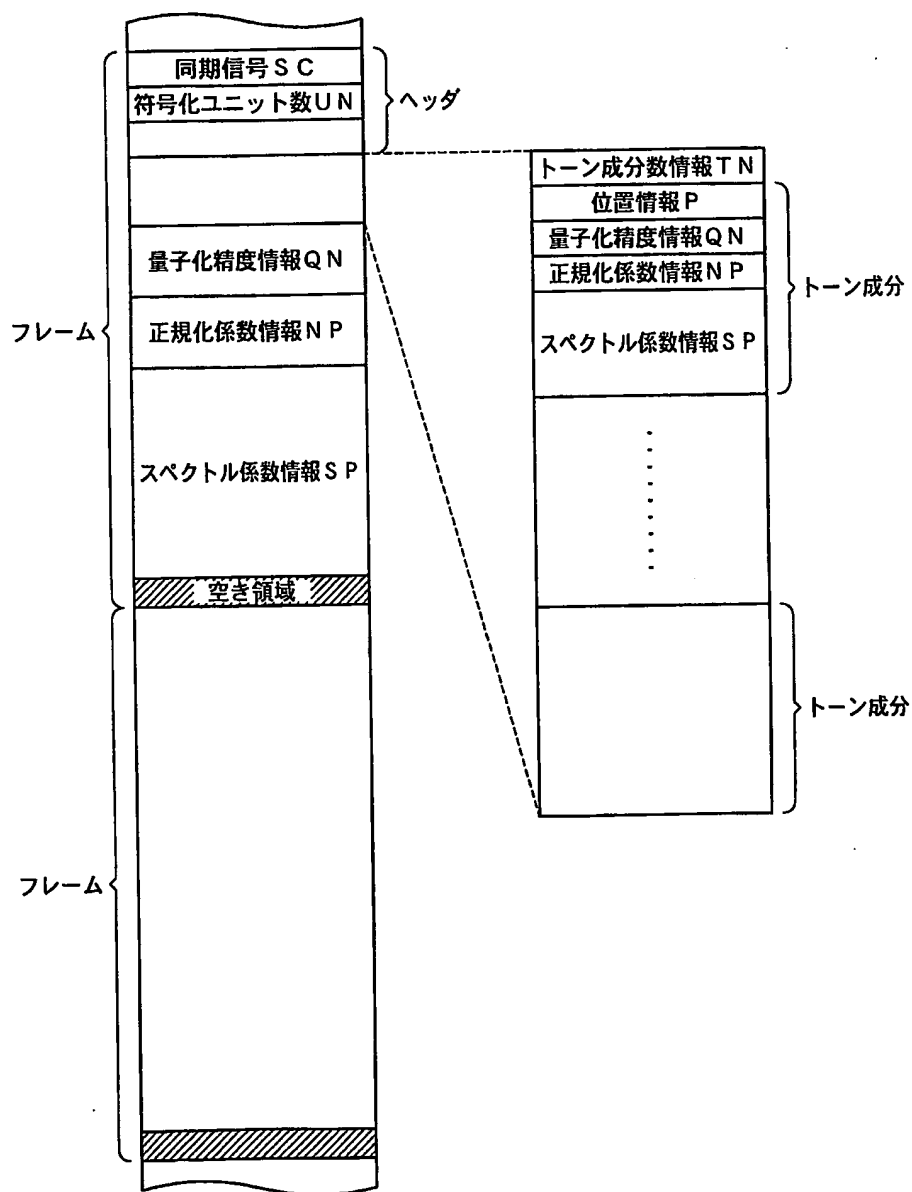 同期信号SC
符号化ユニット数UN
ヘッダ
量子化精度情報QN
正規化係数情報NP
フレーム
スペクトル係数情報SP
空き領域
フレーム
トーン成分数情報TN
位置情報P
量子化精度情報QN
正規化係数情報NP
スペクトル係数情報SP
トーン成分
トーン成分